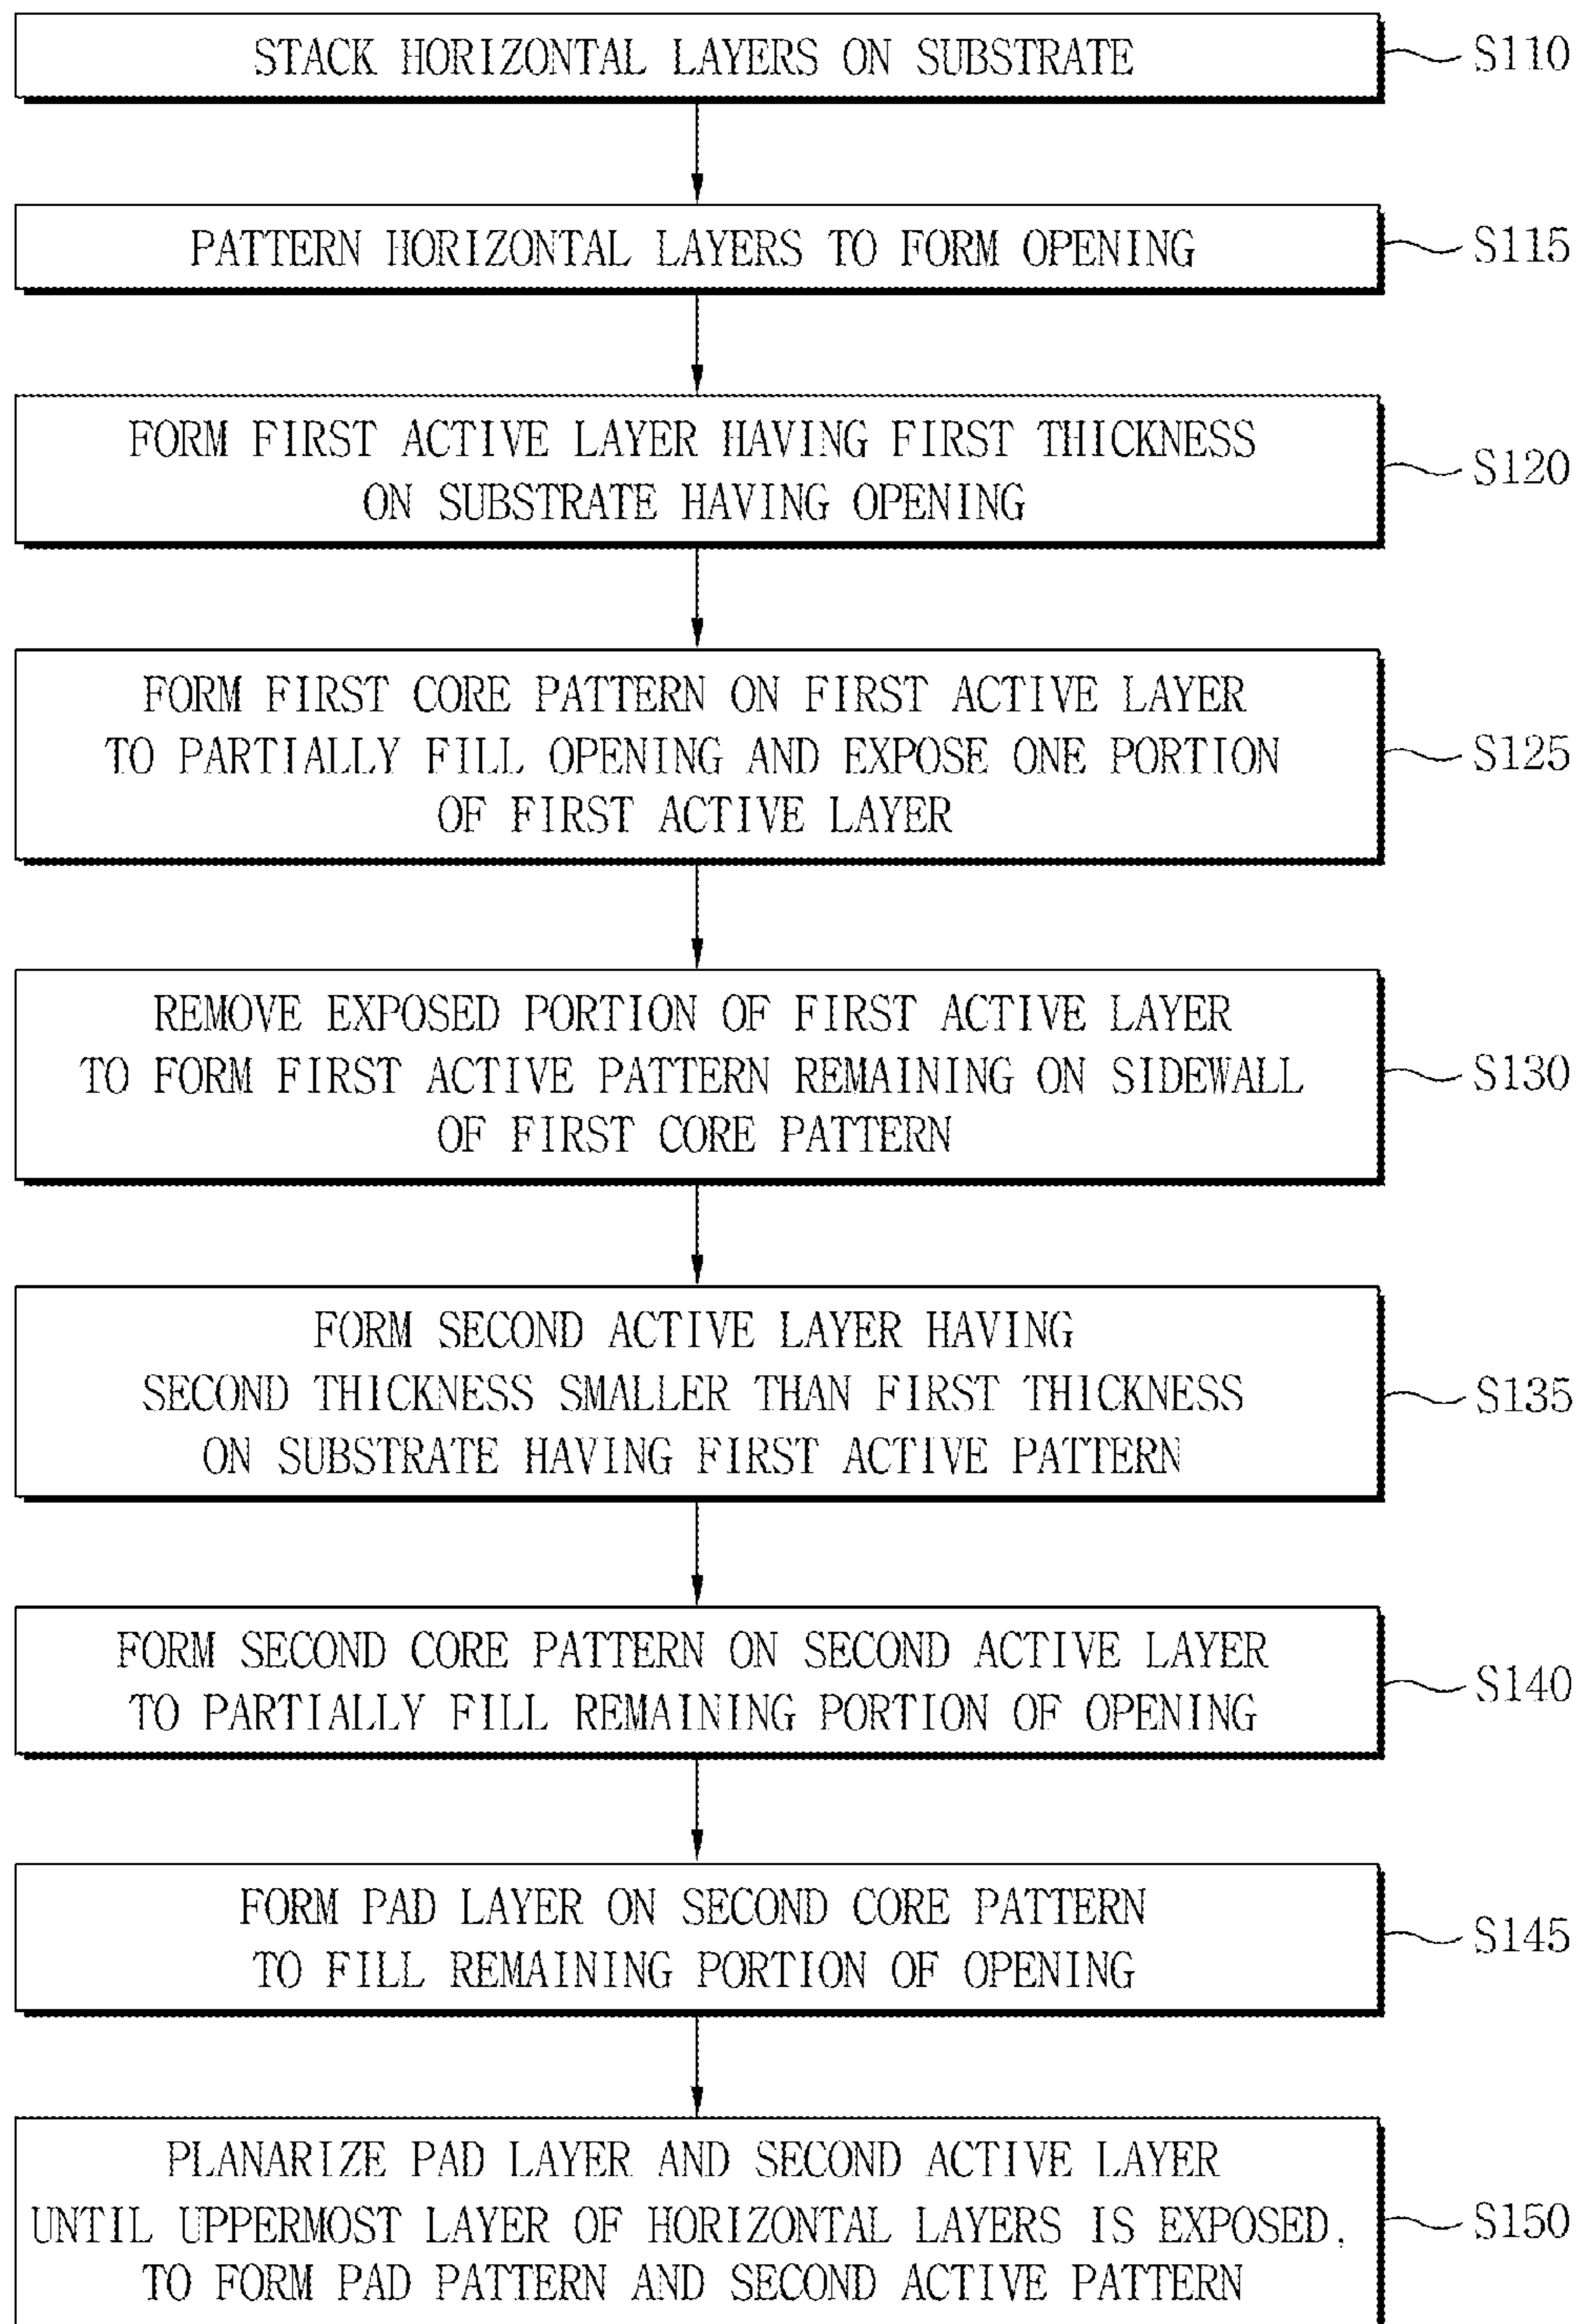 STACK HORIZONTAL LAYERS ON SUBSTRATE
S110
PATTERN HORIZONTAL LAYERS TO FORM OPENING
S115
FORM FIRST ACTIVE LAYER HAVING FIRST THICKNESS
ON SUBSTRATE HAVING OPENING
S120
FORM FIRST CORE PATTERN ON FIRST ACTIVE LAYER
TO PARTIALLY FILL OPENING AND EXPOSE ONE PORTION
OF FIRST ACTIVE LAYER
S125
REMOVE EXPOSED PORTION OF FIRST ACTIVE LAYER
TO FORM FIRST ACTIVE PATTERN REMAINING ON SIDEWALL
OF FIRST CORE PATTERN
S130
FORM SECOND ACTIVE LAYER HAVING
SECOND THICKNESS SMALLER THAN FIRST THICKNESS
ON SUBSTRATE HAVING FIRST ACTIVE PATTERN
S135
FORM SECOND CORE PATTERN ON SECOND ACTIVE LAYER
TO PARTIALLY FILL REMAINING PORTION OF OPENING
S140
FORM PAD LAYER ON SECOND CORE PATTERN
TO FILL REMAINING PORTION OF OPENING
S145
PLANARIZE PAD LAYER AND SECOND ACTIVE LAYER
UNTIL UPPERMOST LAYER OF HORIZONTAL LAYERS IS EXPOSED,
TO FORM PAD PATTERN AND SECOND ACTIVE PATTERN
S150